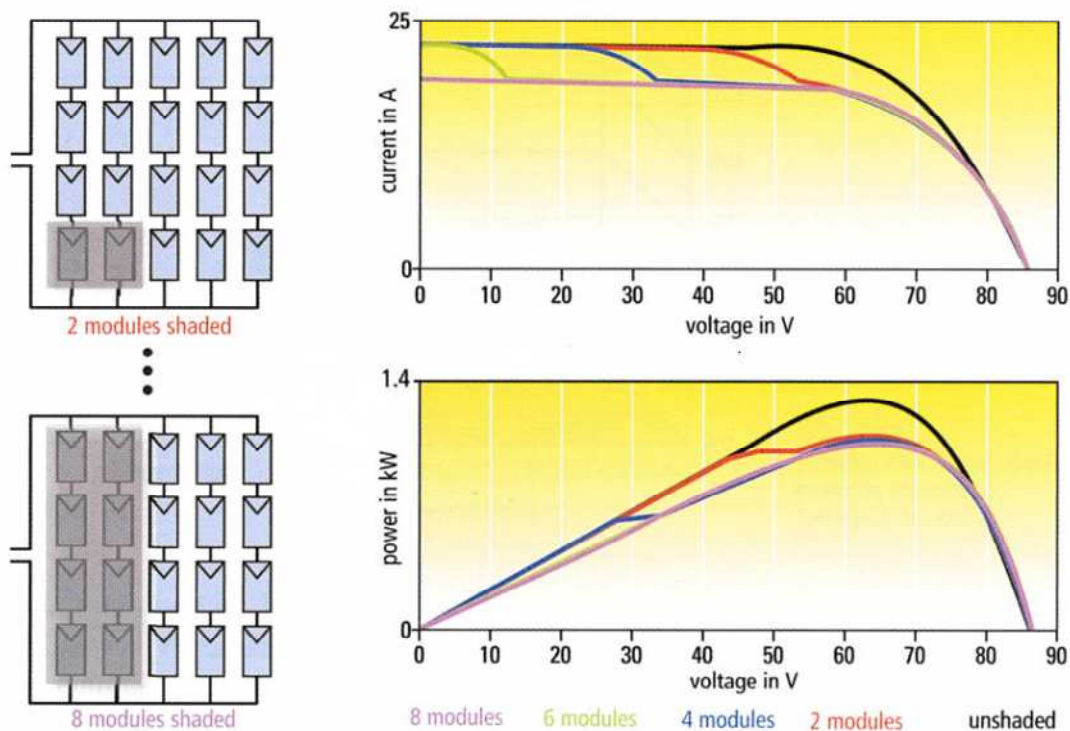 25
current in A
0
0 10 20 30 40 50 60 70 80 90
voltage in V
2 modules shaded
1.4
power in kW
0
0 10 20 30 40 50 60 70 80 90
voltage in V
8 modules shaded
8 modules 6 modules 4 modules 2 modules unshaded